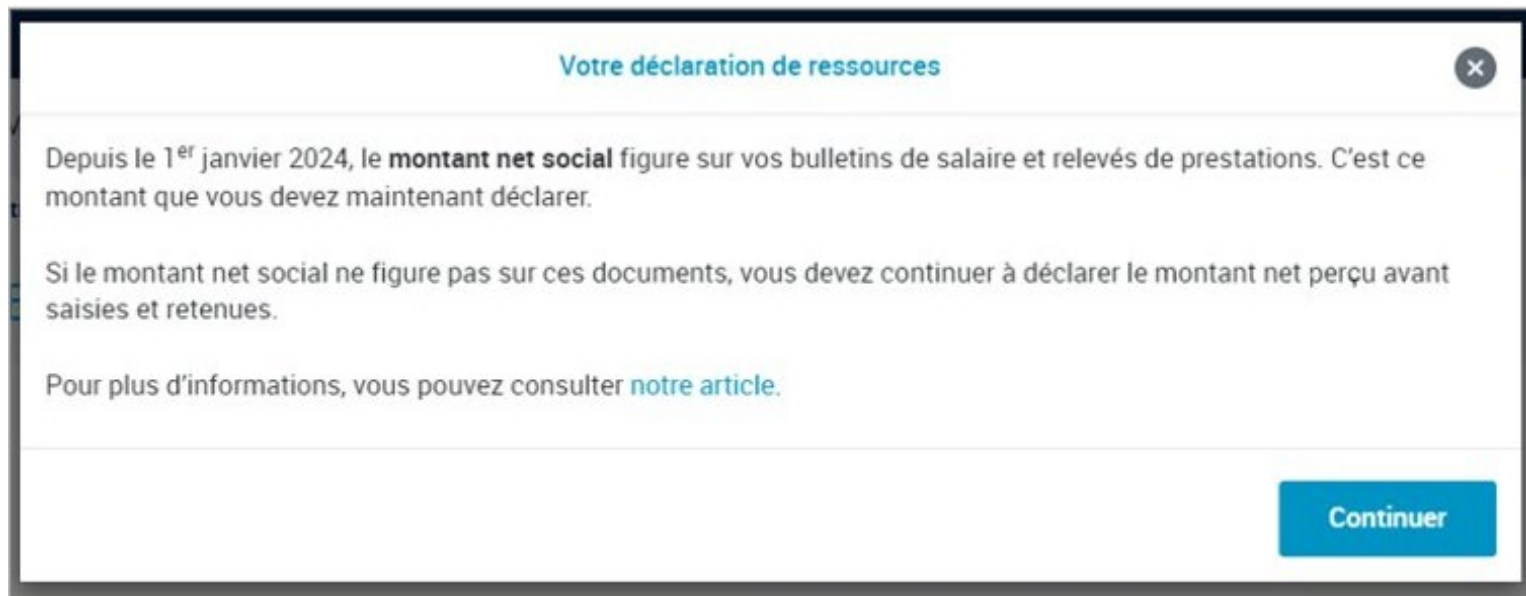 Votre déclaration de ressources
Depuis le 1er janvier 2024, le montant net social figure sur vos bulletins de salaire et relevés de prestations. C'est ce
montant que vous devez maintenant déclarer.
Si le montant net social ne figure pas sur ces documents, vous devez continuer à déclarer le montant net perçu avant
saisies et retenues.
Pour plus d'informations, vous pouvez consulter notre article.
Continuer